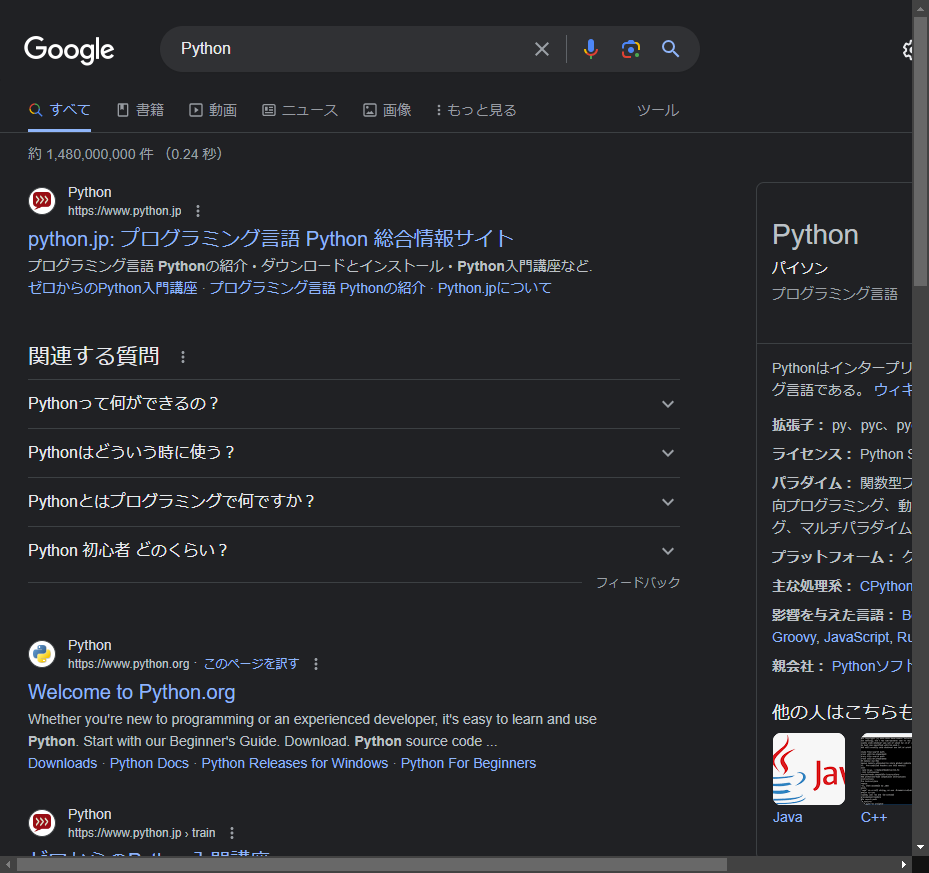 Google
Python
すべて 書籍 動画 ニュース 画像 もっと見る ツール
約 1,480,000,000 件 （0.24 秒）
Python
https://www.python.jp
python.jp: プログラミング言語 Python 総合情報サイト
プログラミング言語 Pythonの紹介・ダウンロードとインストール・Python入門講座など.
ゼロからのPython入門講座 · プログラミング言語 Pythonの紹介 · Python.jpについて
関連する質問
Pythonって何ができるの？
Pythonはどういう時に使う？
Pythonとはプログラミングで何ですか？
Python 初心者 どのくらい？
フィードバック
Python
https://www.python.org · このページを訳す
Welcome to Python.org
Whether you're new to programming or an experienced developer, it's easy to learn and use
Python. Start with our Beginner's Guide. Download. Python source code ...
Downloads · Python Docs · Python Releases for Windows · Python For Beginners
Python
https://www.python.jp › train
ゼロからのPython入門講座
Python
パイソン
プログラミング言語
Pythonはインタープリ
グ言語である。 ウィキ
拡張子： py、pyc、py
ライセンス： Python S
パラダイム： 関数型プ
向プログラミング、動
グ、マルチパラダイム
プラットフォーム： ク
主な処理系： CPython
影響を与えた言語： B
Groovy, JavaScript, Ru
親会社： Pythonソフト
他の人はこちらも
Jav
Java
C++